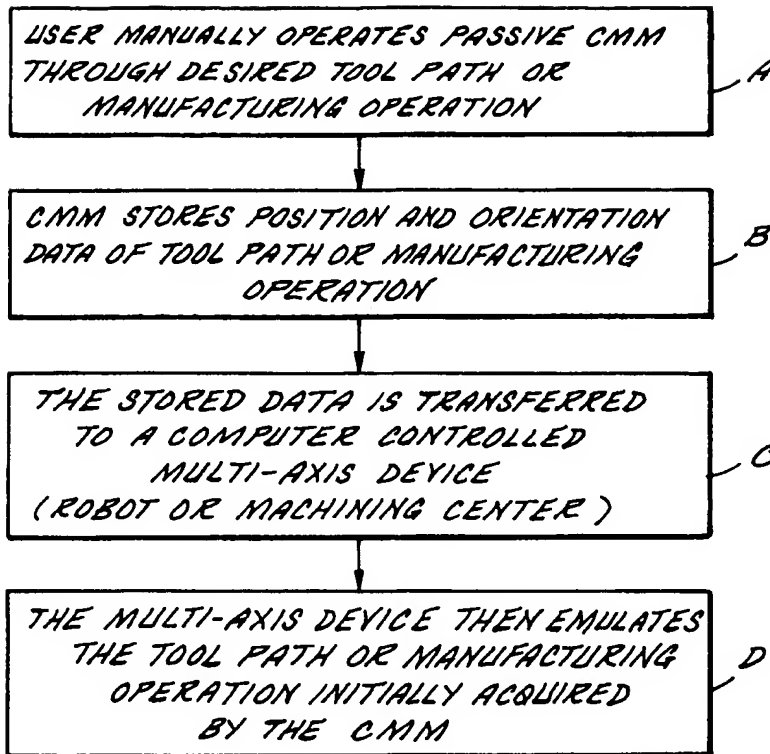 USER MANUALLY OPERATES PASSIVE CMM
THROUGH DESIRED TOOL PATH OR
MANUFACTURING OPERATION
A
CMM STORES POSITION AND ORIENTATION
DATA OF TOOL PATH OR MANUFACTURING
OPERATION
B
THE STORED DATA IS TRANSFERRED
TO A COMPUTER CONTROLLED
MULTI-AXIS DEVICE
(ROBOT OR MACHINING CENTER)
C
THE MULTI-AXIS DEVICE THEN EMULATES
THE TOOL PATH OR MANUFACTURING
OPERATION INITIALLY ACQUIRED
BY THE CMM
D